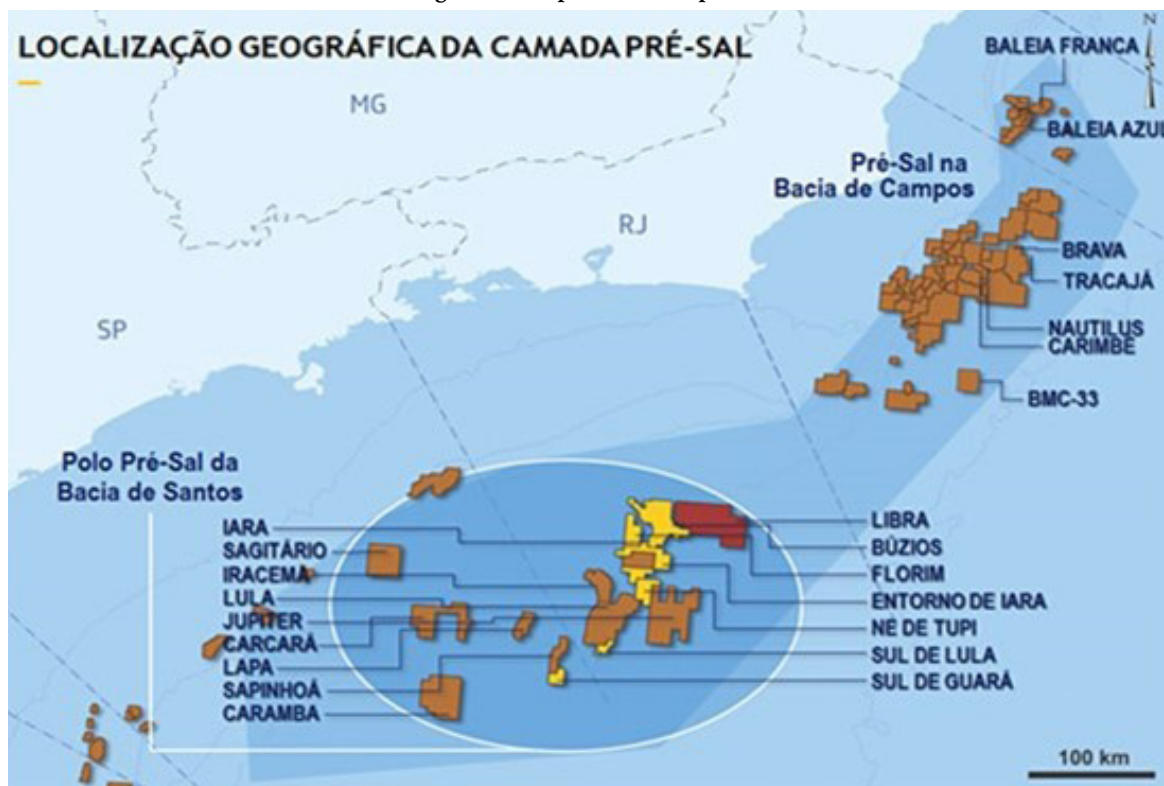 LOCALIZAÇÃO GEOGRÁFICA DA CAMADA PRÉ-SAL
N
BALEIA FRANCA
MG
BALEIA AZUL
Pré-Sal na
Bacia de Campos
RJ
BRAVA
TRACAJÁ
SP
NAUTILUS
CARIMBÉ
BMC-33
Polo Pré-Sal da
Bacia de Santos
IARA
SAGITÁRIO
IRACEMA
LULA
JUPITER
CARCARÁ
LAPA
SAPINHOÁ
CARAMBA
LIBRA
BÚZIOS
FLORIM
ENTORNO DE IARA
NE DE TUPI
SUL DE LULA
SUL DE GUARÁ
100 km